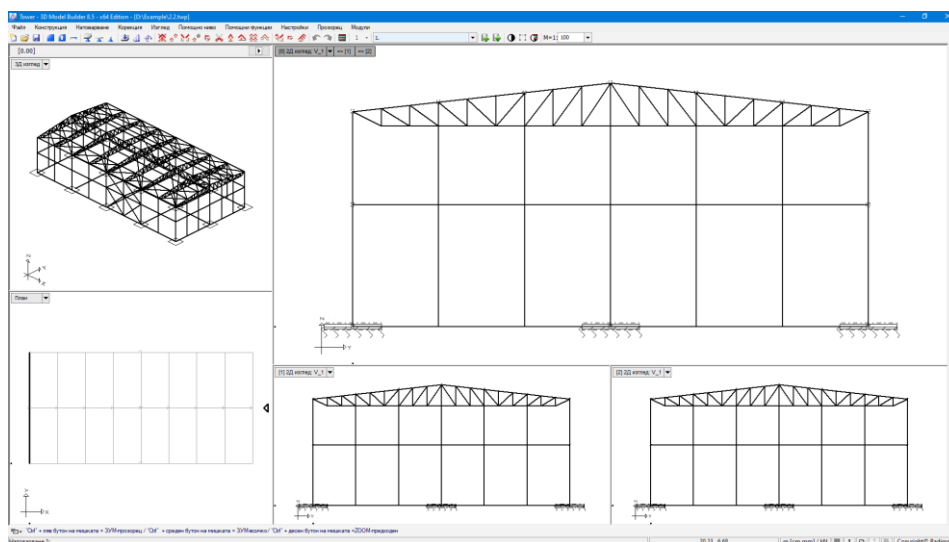 Tower - 3D Model Builder 8.5 - x64 Edition - [D:\Example\2.2.twp]
Файл Конструкция Натоварване Корекция Изглед Помощни ниво Помощни функции Настройки Прозорец Модули
M=1: 100
[0.00]
[0] 2Д изглед: V_1
3Д изглед
План
[1] 2Д изглед: V_1
[2] 2Д изглед: V_1
"Ctrl" + ляв бутон на мишката = ЗУМ-прозорец / "Ctrl" + среден бутон на мишката = ЗУМ-всичко / "Ctrl" + десен бутон на мишката =ZOOM-предходен